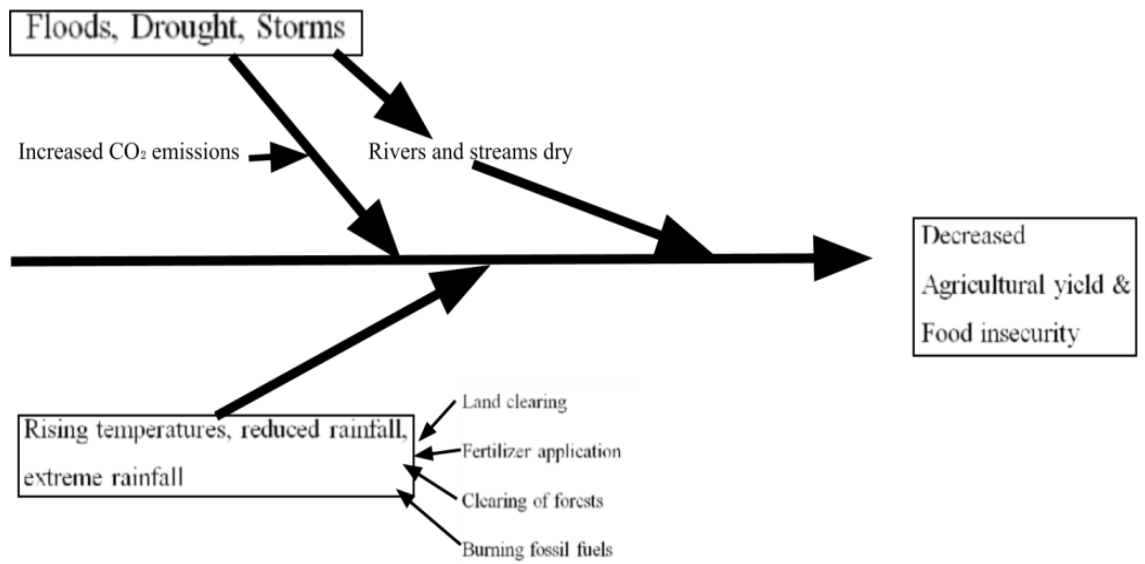 Floods, Drought, Storms
Increased CO₂ emissions
Rivers and streams dry
Decreased
Agricultural yield &
Food insecurity
Rising temperatures, reduced rainfall,
extreme rainfall
Land clearing
Fertilizer application
Clearing of forests
Burning fossil fuels